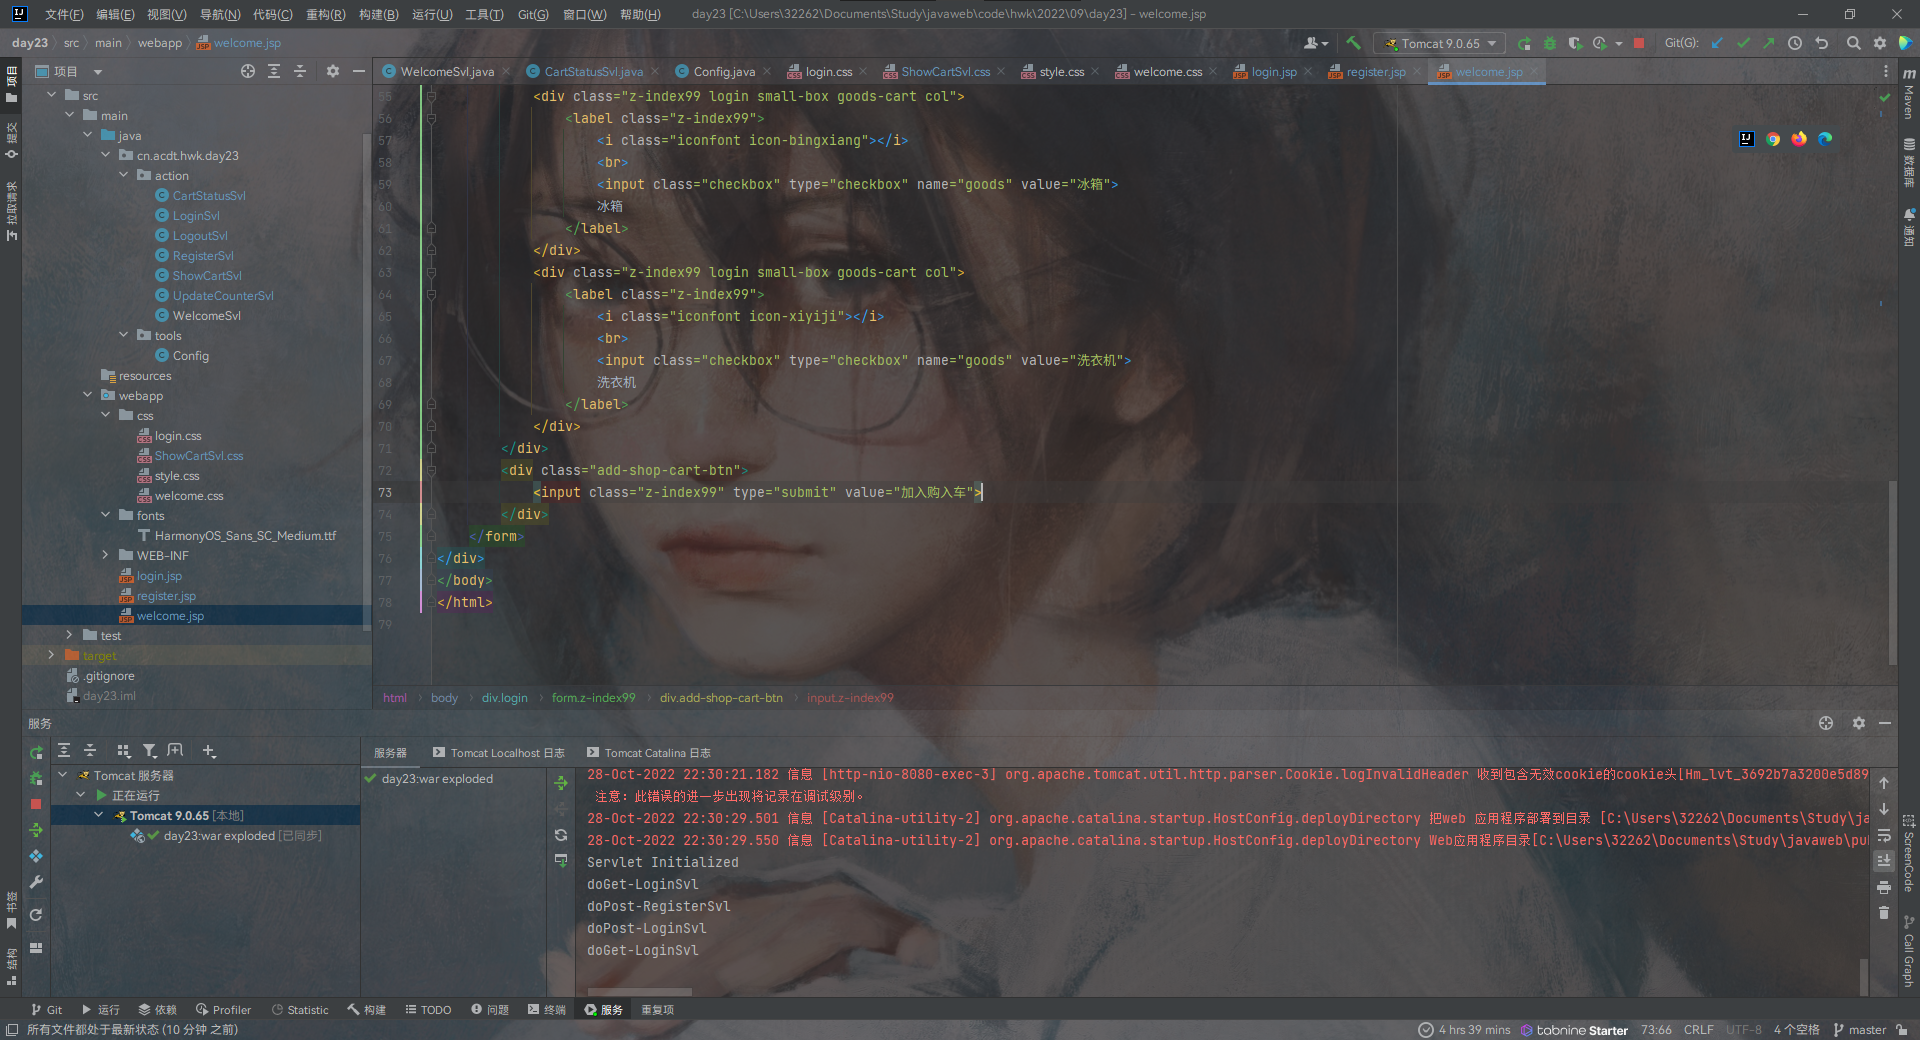 文件(F) 编辑(E) 视图(V) 导航(N) 代码(C) 重构(R) 构建(B) 运行(U) 工具(T) Git(G) 窗口(W) 帮助(H) day23 [C:\Users\32262\Documents\Study\javaweb\code\hwk\2022\09\day23] - welcome.jsp
day23 src main webapp welcome.jsp Tomcat 9.0.65 Git(G):
项目
WelcomeSvl.java CartStatusSvl.java Config.java login.css ShowCartSvl.css style.css welcome.css login.jsp register.jsp welcome.jsp
项目
提交
拉取请求
书签
结构
src
main
java
cn.acdt.hwk.day23
action
CartStatusSvl
LoginSvl
LogoutSvl
RegisterSvl
ShowCartSvl
UpdateCounterSvl
WelcomeSvl
tools
Config
resources
webapp
css
login.css
ShowCartSvl.css
style.css
welcome.css
fonts
HarmonyOS_Sans_SC_Medium.ttf
WEB-INF
login.jsp
register.jsp
welcome.jsp
test
target
.gitignore
day23.iml
55 <div class="z-index99 login small-box goods-cart col">
56 <label class="z-index99">
57 <i class="iconfont icon-bingxiang"></i>
58 <br>
59 <input class="checkbox" type="checkbox" name="goods" value="冰箱">
60 冰箱
61 </label>
62 </div>
63 <div class="z-index99 login small-box goods-cart col">
64 <label class="z-index99">
65 <i class="iconfont icon-xiyiji"></i>
66 <br>
67 <input class="checkbox" type="checkbox" name="goods" value="洗衣机">
68 洗衣机
69 </label>
70 </div>
71 </div>
72 <div class="add-shop-cart-btn">
73 <input class="z-index99" type="submit" value="加入购入车">
74 </div>
75 </form>
76 </div>
77 </body>
78 </html>
79
html body div.login form.z-index99 div.add-shop-cart-btn input.z-index99
Maven
数据库
通知
ScreenCode
Call Graph
服务
Tomcat 服务器
正在运行
Tomcat 9.0.65 [本地]
day23:war exploded [已同步]
服务器 Tomcat Localhost 日志 Tomcat Catalina 日志
day23:war exploded
28-Oct-2022 22:30:21.182 信息 [http-nio-8080-exec-3] org.apache.tomcat.util.http.parser.Cookie.logInvalidHeader 收到包含无效cookie的cookie头[Hm_lvt_3692b7a3200e5d89
注意: 此错误的进一步出现将记录在调试级别。
28-Oct-2022 22:30:29.501 信息 [Catalina-utility-2] org.apache.catalina.startup.HostConfig.deployDirectory 把web 应用程序部署到目录 [C:\Users\32262\Documents\Study\ja
28-Oct-2022 22:30:29.550 信息 [Catalina-utility-2] org.apache.catalina.startup.HostConfig.deployDirectory Web应用程序目录[C:\Users\32262\Documents\Study\javaweb\pu
Servlet Initialized
doGet-LoginSvl
doPost-RegisterSvl
doPost-LoginSvl
doGet-LoginSvl
Git 运行 依赖 Profiler Statistic 构建 TODO 问题 终端 服务 重复项
所有文件都处于最新状态 (10 分钟 之前) 4 hrs 39 mins tabnine Starter 73:66 CRLF UTF-8 4 个空格 master